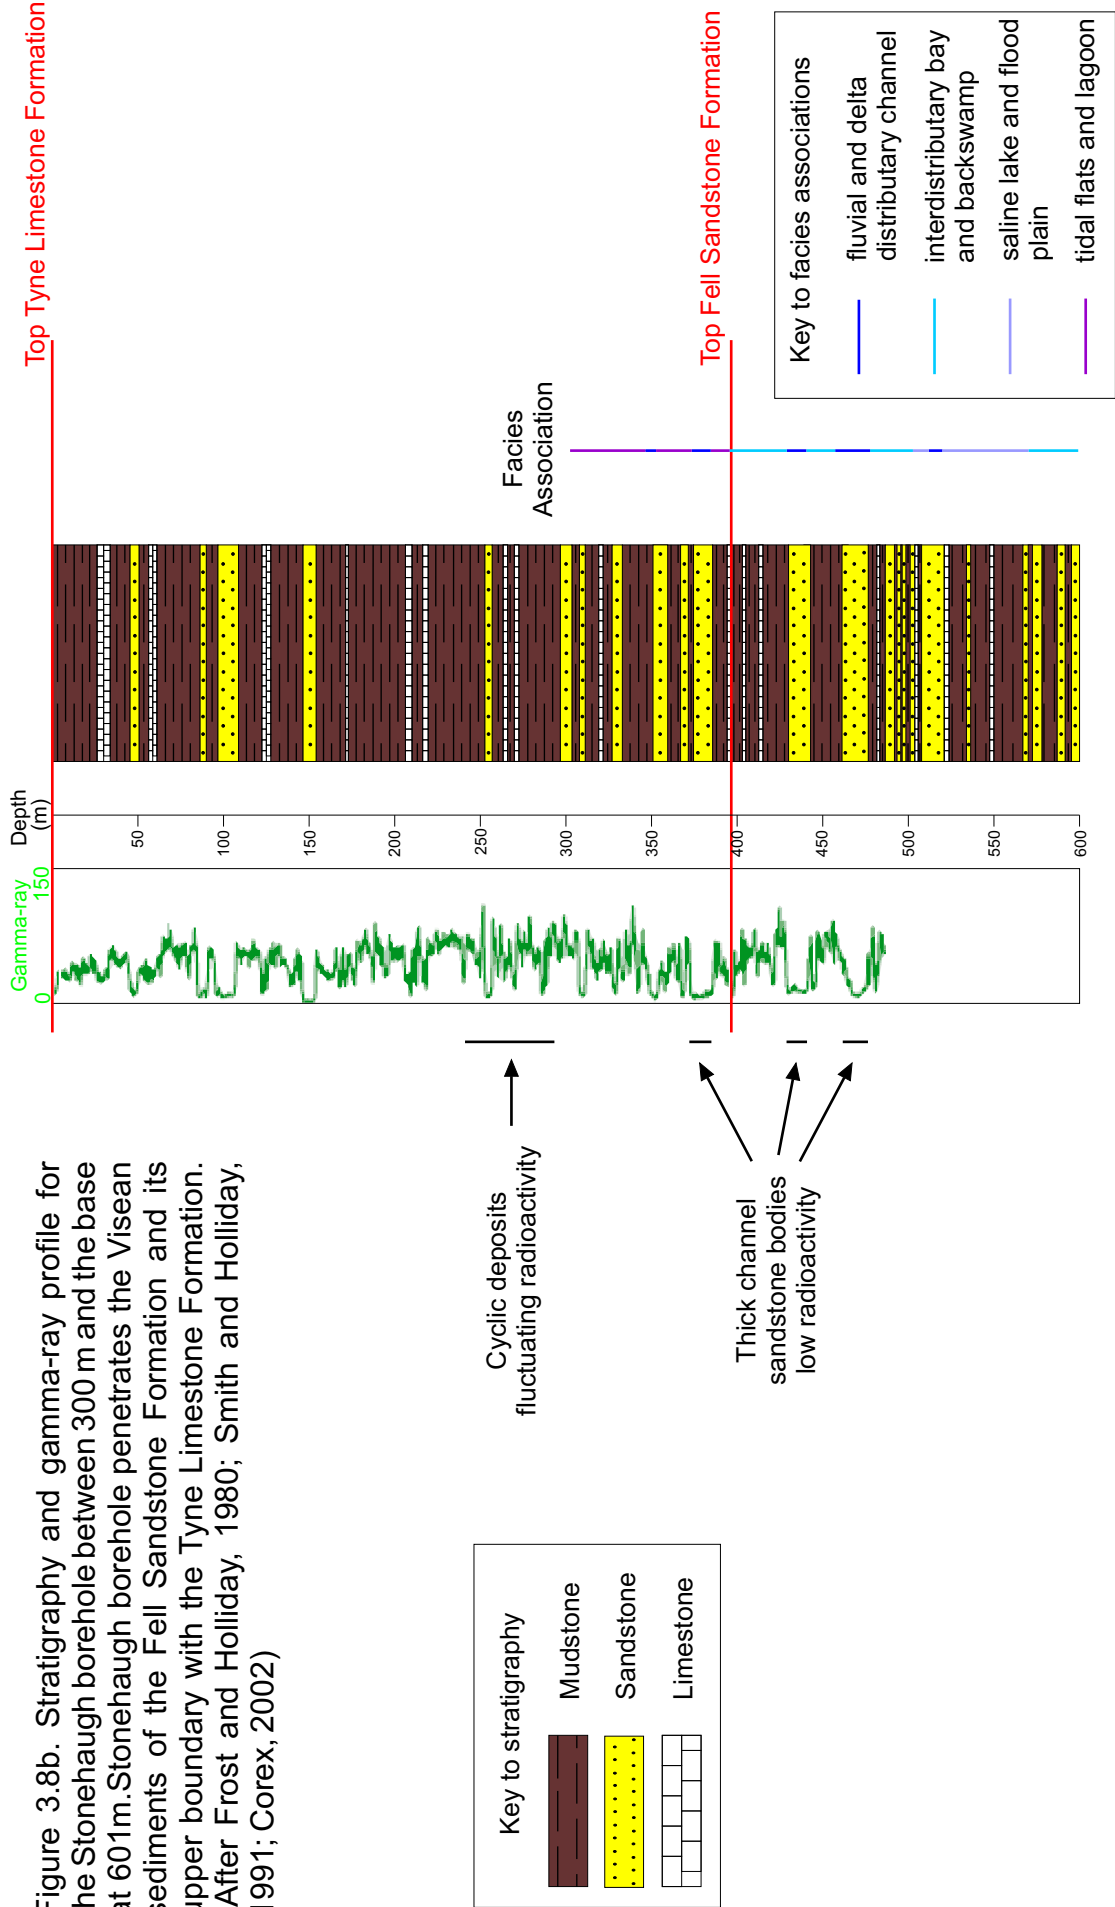 Figure 3.8b. Stratigraphy and gamma-ray profile for
the Stonehaugh borehole between 300 m and the base
at 601m.Stonehaugh borehole penetrates the Visean
sediments of the Fell Sandstone Formation and its
upper boundary with the Tyne Limestone Formation.
(After Frost and Holliday, 1980; Smith and Holliday,
1991; Corex, 2002)
Key to stratigraphy
Mudstone
Sandstone
Limestone
Cyclic deposits
fluctuating radioactivity
Thick channel
sandstone bodies
low radioactivity
Gamma-ray
0 150
Depth
(m)
50
100
150
200
250
300
350
400
450
500
550
600
Facies
Association
Top Tyne Limestone Formation
Top Fell Sandstone Formation
Key to facies associations
fluvial and delta
distributary channel
interdistributary bay
and backswamp
saline lake and flood
plain
tidal flats and lagoon